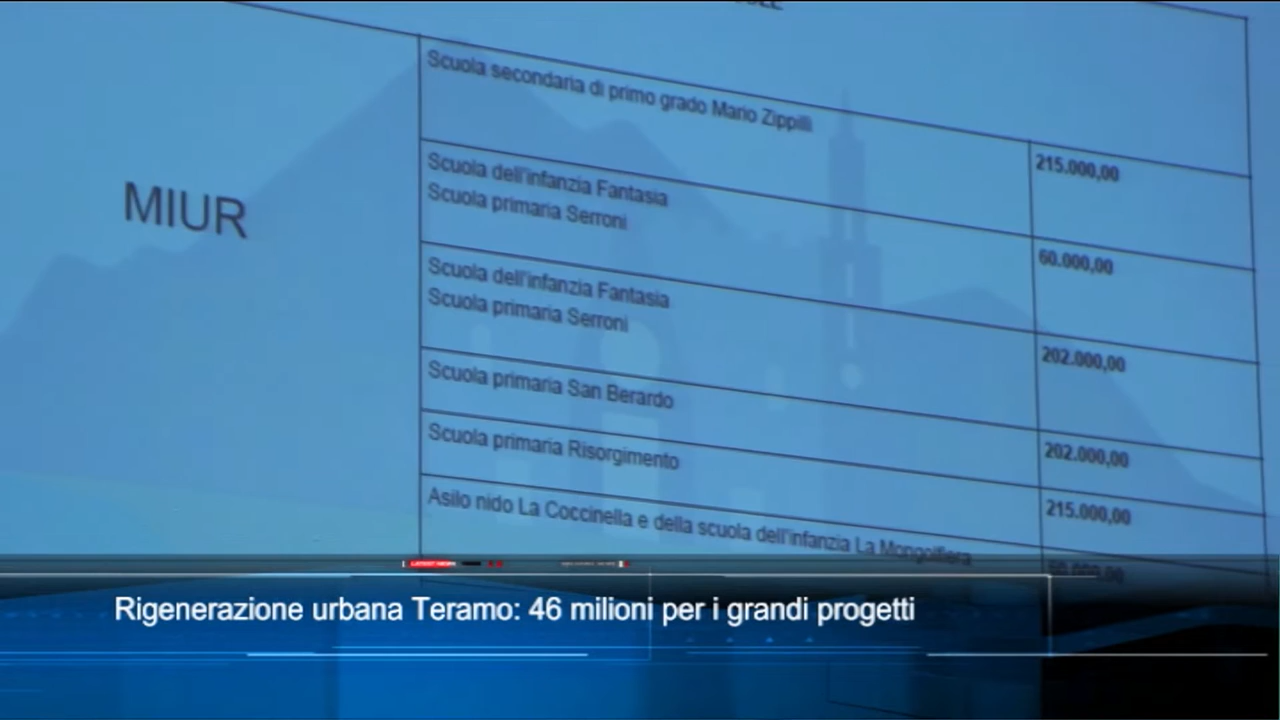 MIUR
Scuola secondaria di primo grado Mario Zippilli
215.000,00
Scuola dell'infanzia Fantasia
Scuola primaria Serroni
60.000,00
Scuola dell'infanzia Fantasia
Scuola primaria Serroni
202.000,00
Scuola primaria San Berardo
202.000,00
Scuola primaria Risorgimento
215.000,00
Asilo nido La Coccinella e della scuola dell'infanzia La Mongolfiera
LATEST NEWS
Rigenerazione urbana Teramo: 46 milioni per i grandi progetti